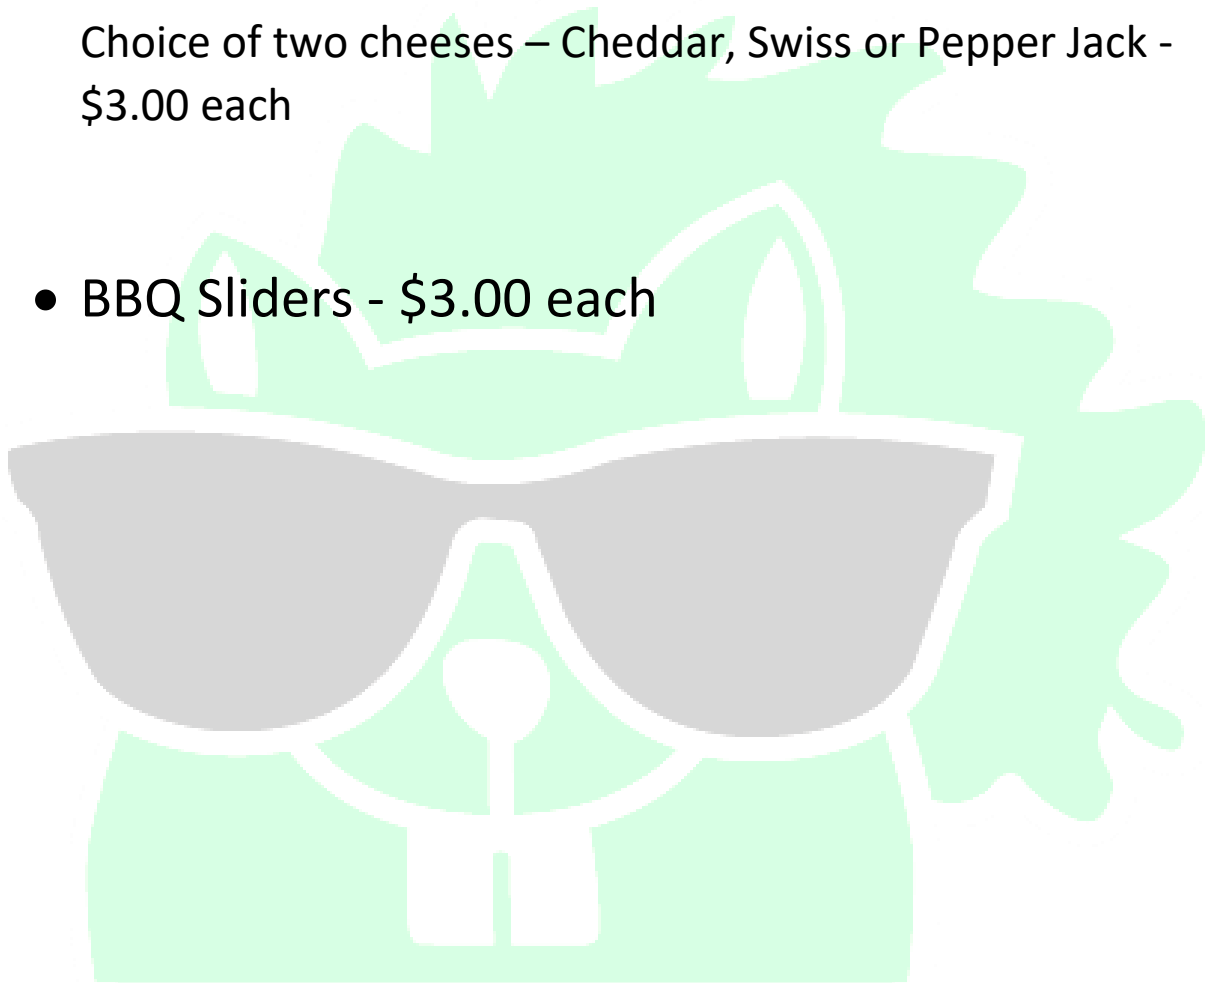 Choice of two cheeses – Cheddar, Swiss or Pepper Jack -
$3.00 each
• BBQ Sliders - $3.00 each